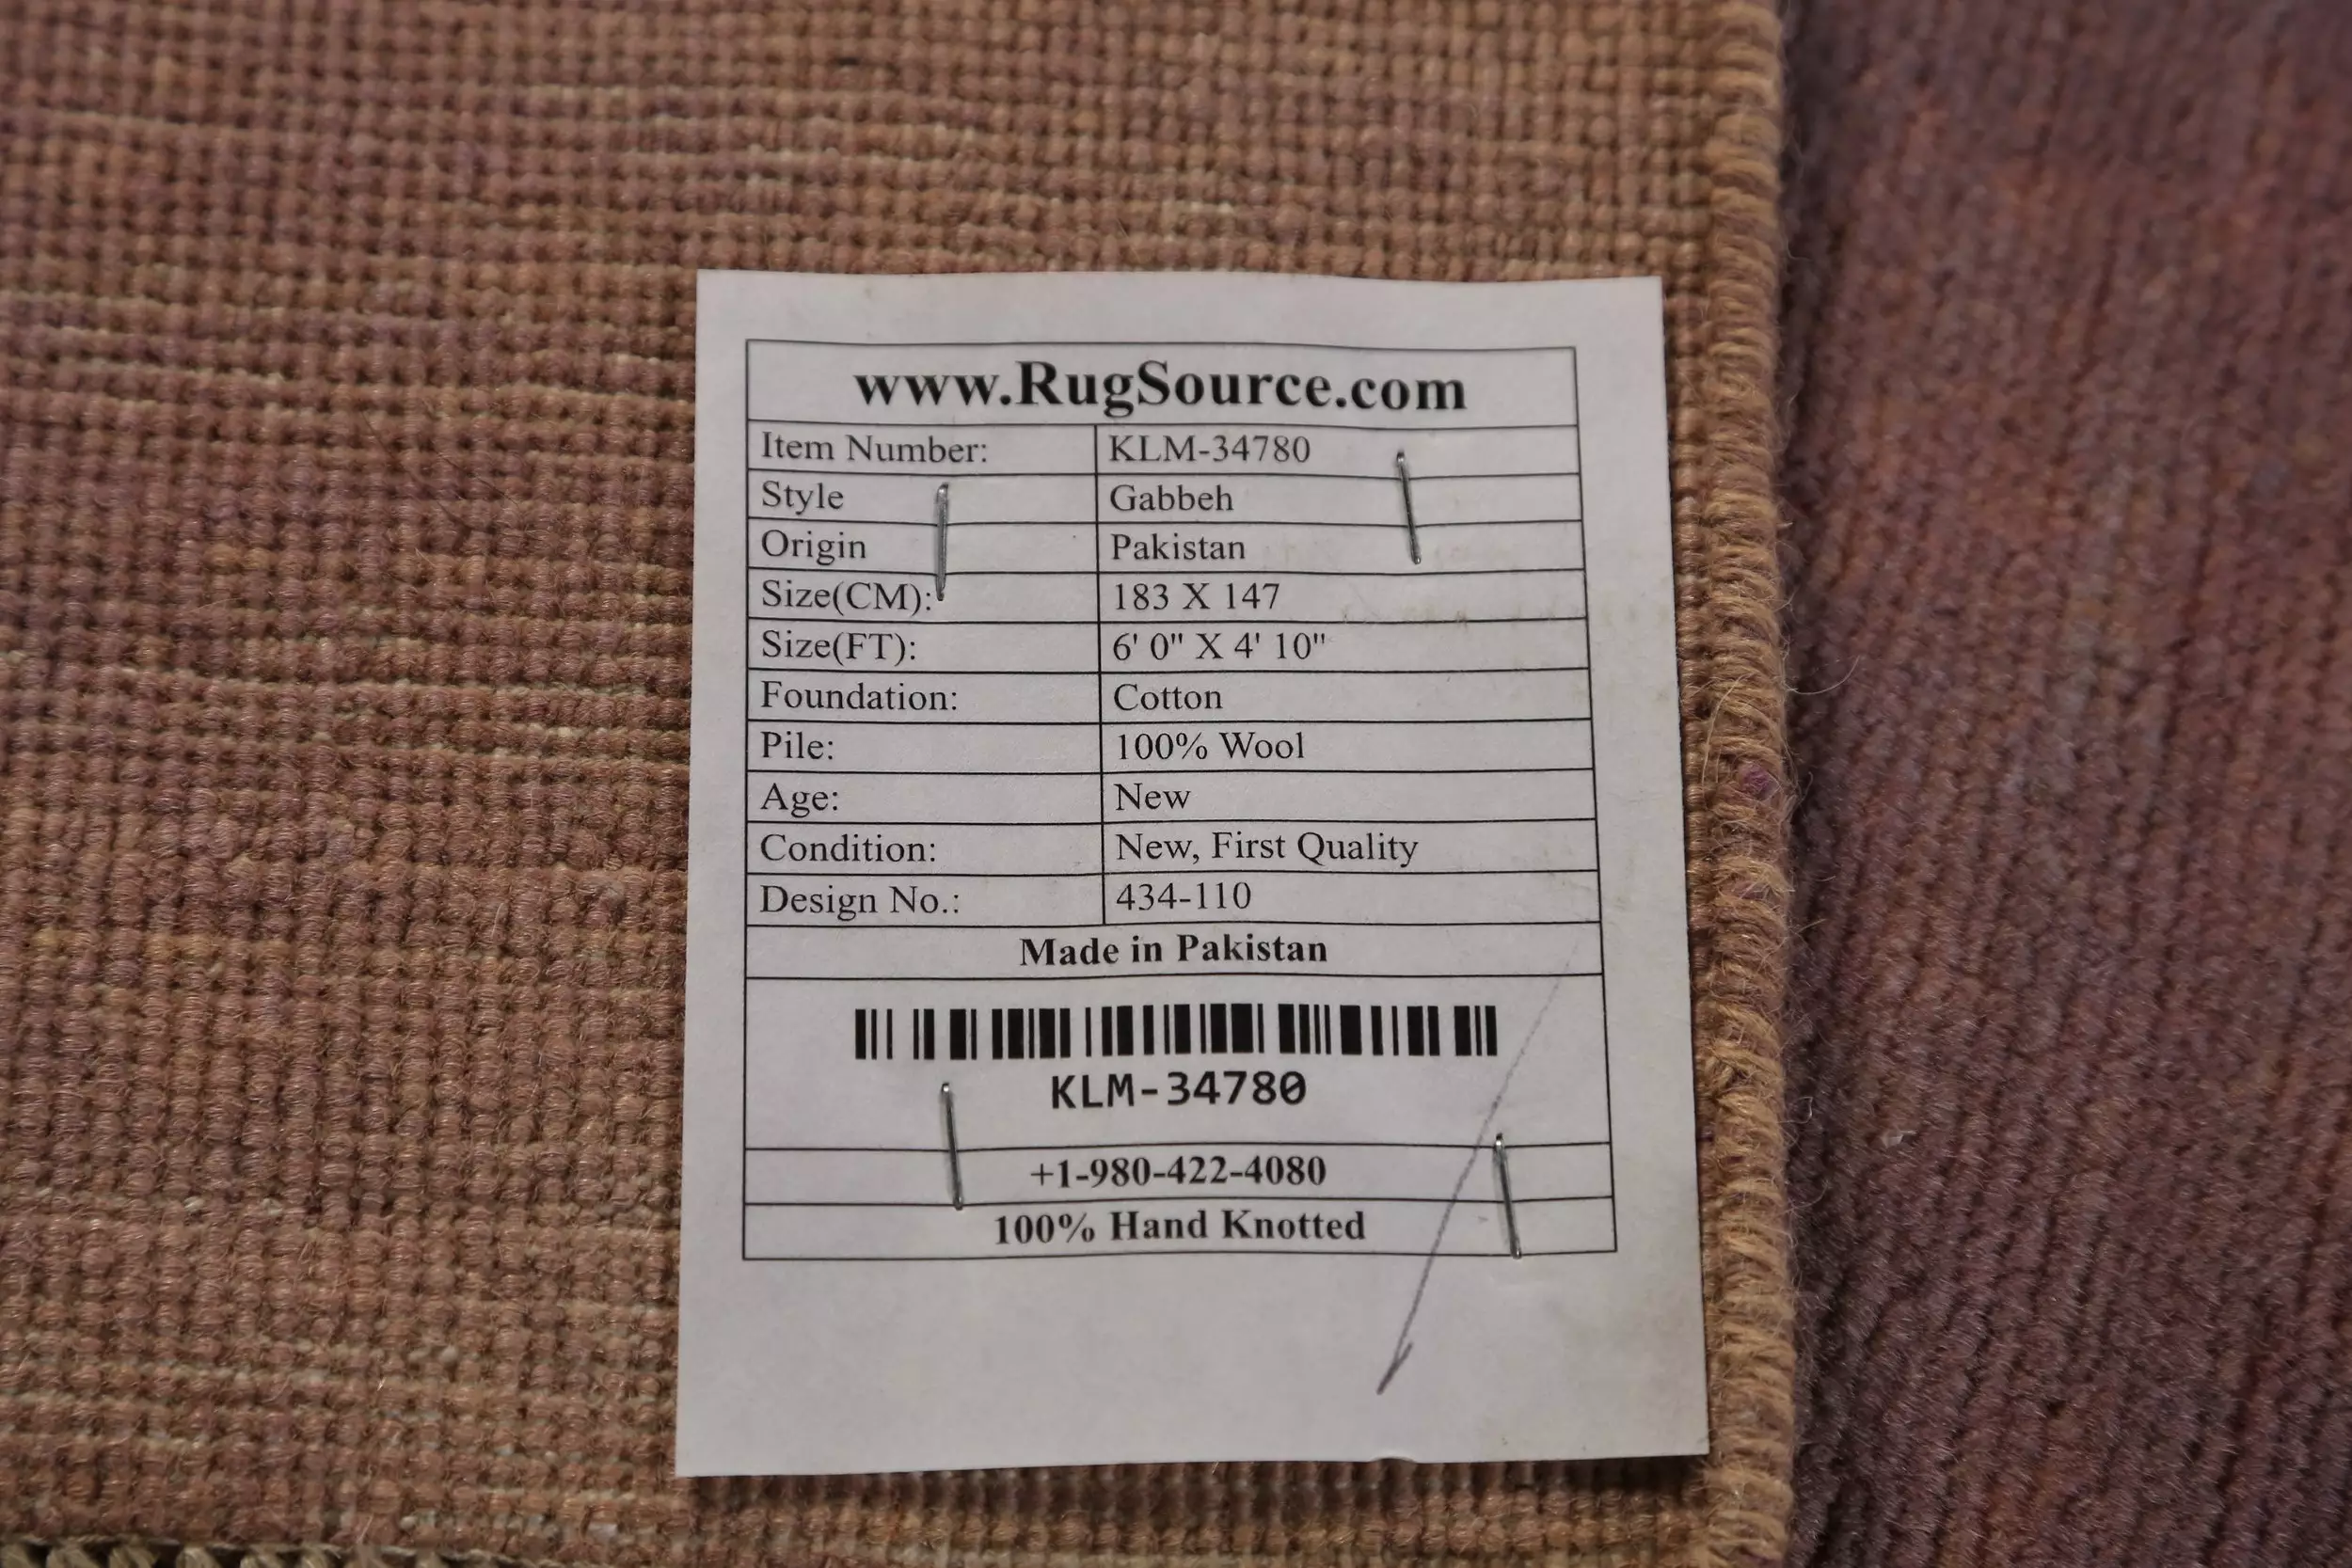 www.RugSource.com
Item Number: KLM-34780
Style Gabbeh
Origin Pakistan
Size(CM): 183 X 147
Size(FT): 6' 0" X 4' 10"
Foundation: Cotton
Pile: 100% Wool
Age: New
Condition: New, First Quality
Design No.: 434-110
Made in Pakistan
KLM-34780
+1-980-422-4080
100% Hand Knotted